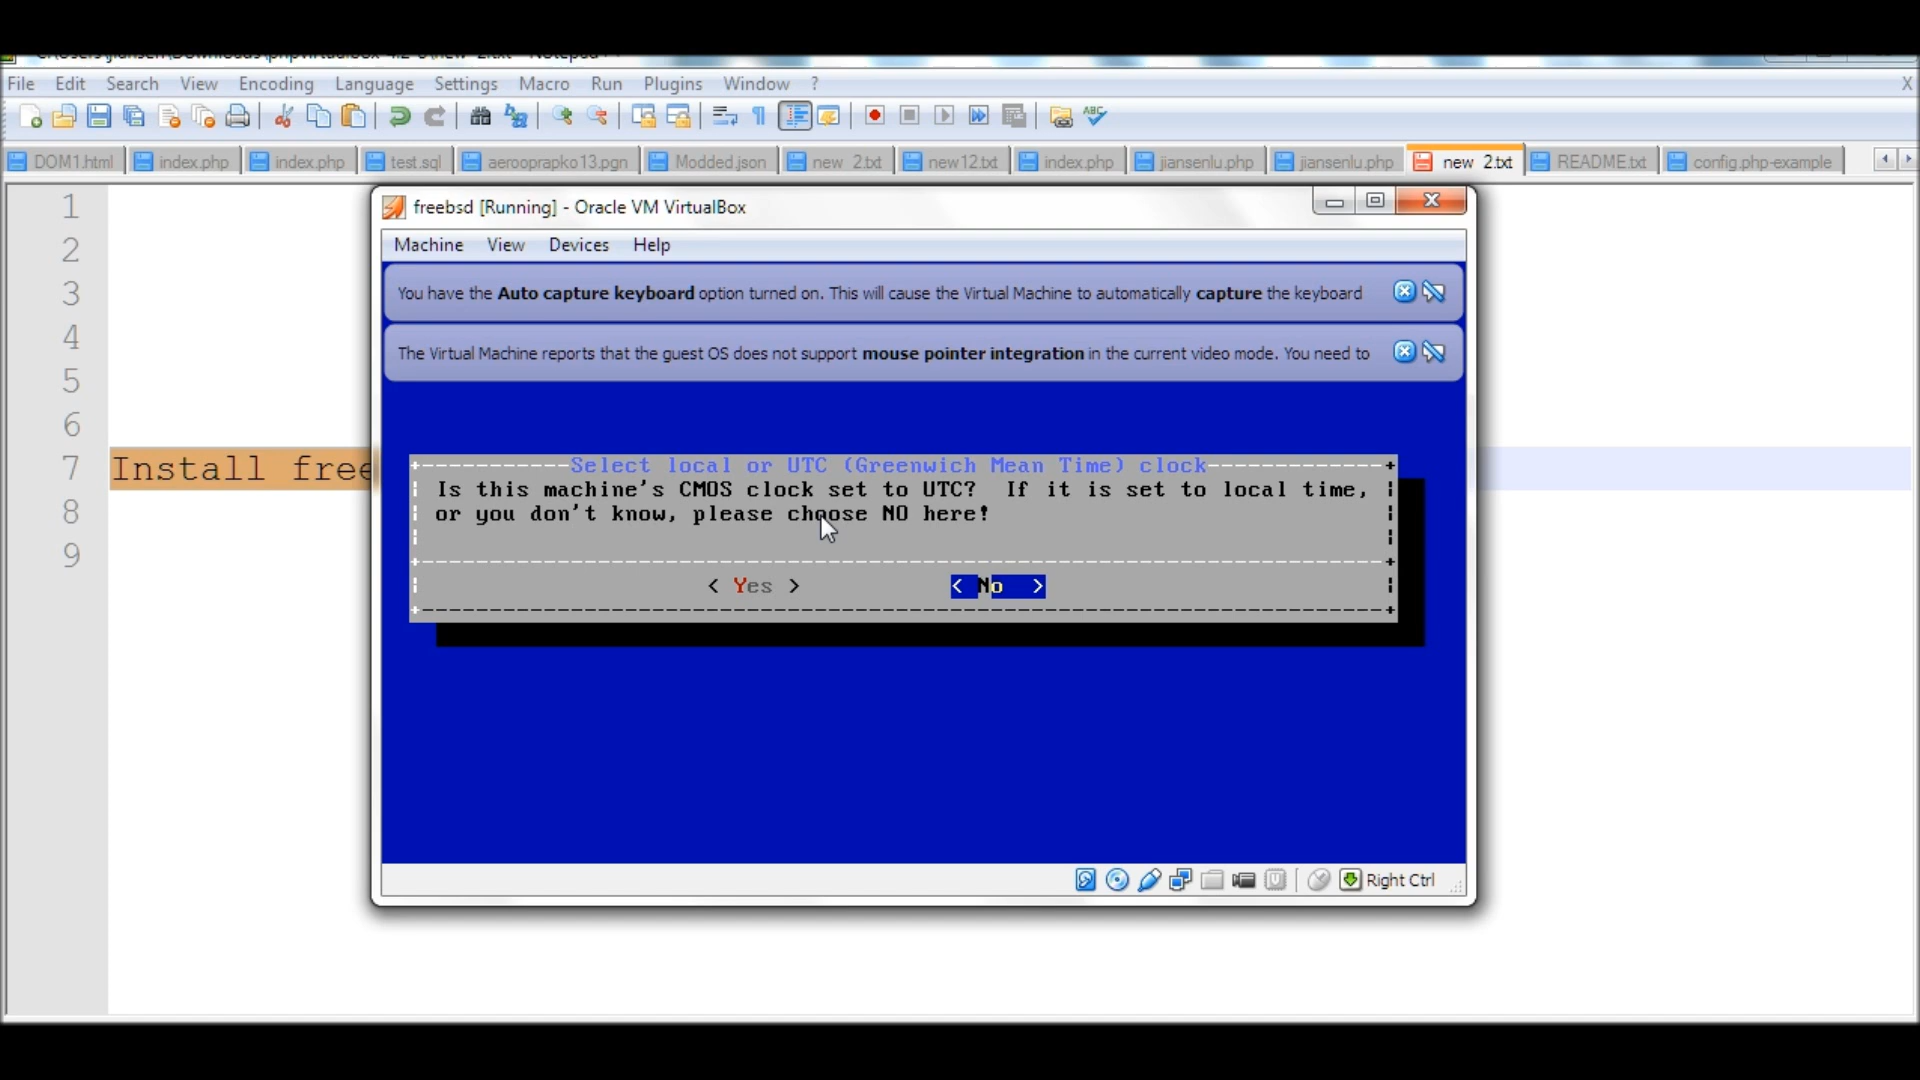 File Edit Search View Encoding Language Settings Macro Run Plugins Window ? X
DOM1.html index.php index.php test.sql aerooprapko13.pgn Modded.json new 2.txt new12.txt index.php jiansenlu.php jiansenlu.php new 2.txt README.txt config.php-example
1
2
3
4
5
6
7 Install free
8
9
freebsd [Running] - Oracle VM VirtualBox
Machine View Devices Help
You have the Auto capture keyboard option turned on. This will cause the Virtual Machine to automatically capture the keyboard
The Virtual Machine reports that the guest OS does not support mouse pointer integration in the current video mode. You need to
Select local or UTC (Greenwich Mean Time) clock
Is this machine's CMOS clock set to UTC? If it is set to local time,
or you don't know, please choose NO here!
< Yes > < No >
Right Ctrl